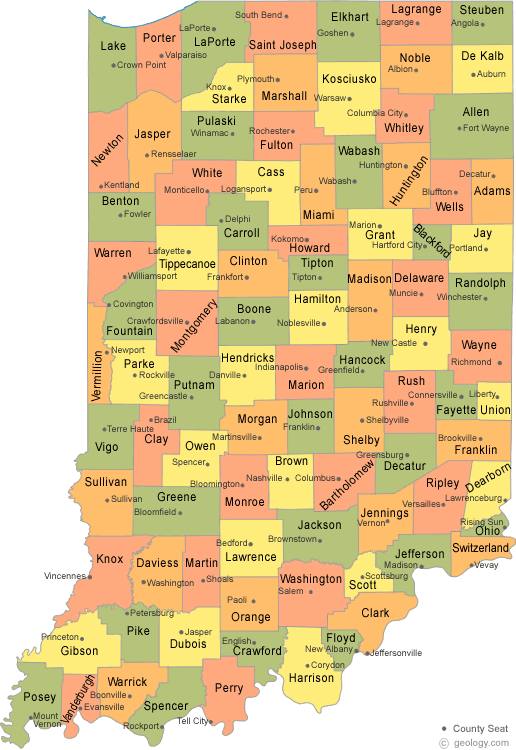 Lake
Crown Point
Porter
Valparaiso
LaPorte
LaPorte
South Bend
Saint Joseph
Elkhart
Goshen
Lagrange
Lagrange
Steuben
Angola
Noble
Albion
De Kalb
Auburn
Knox
Starke
Plymouth
Marshall
Kosciusko
Warsaw
Columbia City
Whitley
Allen
Fort Wayne
Newton
Kentland
Jasper
Rensselaer
Pulaski
Winamac
Rochester
Fulton
Wabash
Wabash
Huntington
Huntington
Decatur
Adams
Bluffton
Wells
White
Monticello
Cass
Logansport
Peru
Miami
Benton
Fowler
Delphi
Carroll
Kokomo
Howard
Marion
Grant
Hartford City
Blackford
Jay
Portland
Warren
Williamsport
Lafayette
Tippecanoe
Clinton
Frankfort
Tipton
Tipton
Madison
Anderson
Delaware
Muncie
Randolph
Winchester
Covington
Fountain
Crawfordsville
Montgomery
Boone
Labanon
Hamilton
Noblesville
Henry
New Castle
Wayne
Richmond
Vermillion
Newport
Parke
Rockville
Putnam
Greencastle
Hendricks
Danville
Indianapolis
Marion
Hancock
Greenfield
Rush
Rushville
Connersville
Fayette
Liberty
Union
Vigo
Terre Haute
Brazil
Clay
Owen
Spencer
Morgan
Martinsville
Johnson
Franklin
Shelby
Shelbyville
Greensburg
Decatur
Brookville
Franklin
Sullivan
Sullivan
Greene
Bloomfield
Bloomington
Monroe
Brown
Nashville
Columbus
Bartholomew
Jennings
Vernon
Ripley
Versailles
Dearborn
Lawrenceburg
Rising Sun
Ohio
Switzerland
Vevay
Knox
Vincennes
Daviess
Washington
Martin
Shoals
Bedford
Lawrence
Jackson
Brownstown
Washington
Salem
Scott
Scottsburg
Jefferson
Madison
Paoli
Orange
Clark
Jeffersonville
Princeton
Gibson
Petersburg
Pike
Jasper
Dubois
English
Crawford
Floyd
New Albany
Corydon
Harrison
Posey
Mount
Vernon
Vanderburgh
Evansville
Warrick
Boonville
Spencer
Rockport
Perry
Tell City
County Seat
© geology.com